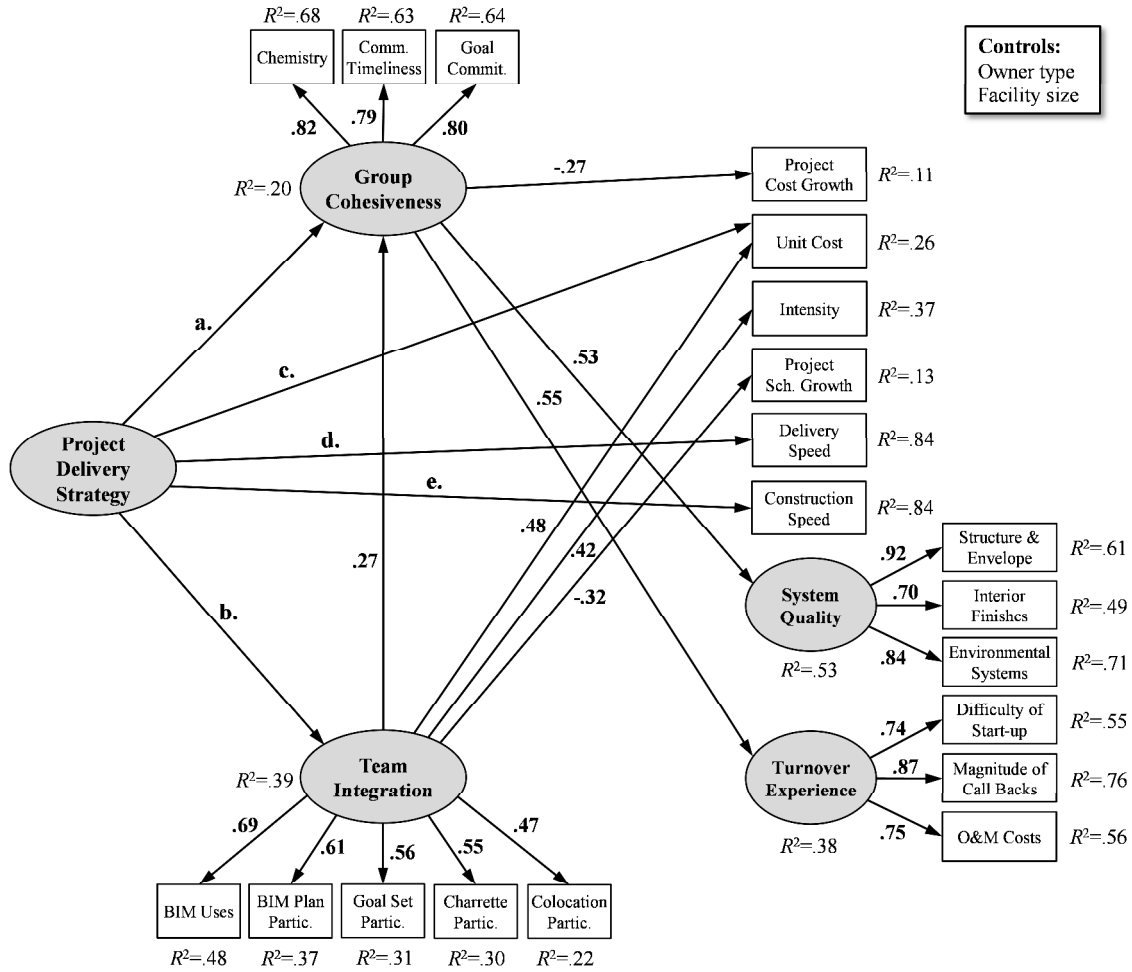 R²=.68
R²=.63
R²=.64
Chemistry
Comm.
Timeliness
Goal
Commit.
Controls:
Owner type
Facility size
.82
.79
.80
R²=.20
Group
Cohesiveness
-.27
Project
Cost Growth
R²=.11
Unit Cost
R²=.26
Intensity
R²=.37
Project
Sch. Growth
R²=.13
Delivery
Speed
R²=.84
Construction
Speed
R²=.84
a.
c.
d.
e.
b.
.53
.55
.27
.48
.42
-.32
Project
Delivery
Strategy
System
Quality
R²=.53
.92
.70
.84
Structure &
Envelope
R²=.61
Interior
Finishes
R²=.49
Environmental
Systems
R²=.71
Turnover
Experience
R²=.38
.74
.87
.75
Difficulty of
Start-up
R²=.55
Magnitude of
Call Backs
R²=.76
O&M Costs
R²=.56
R²=.39
Team
Integration
.69
.61
.56
.55
.47
BIM Uses
BIM Plan
Partic.
Goal Set
Partic.
Charrette
Partic.
Colocation
Partic.
R²=.48
R²=.37
R²=.31
R²=.30
R²=.22